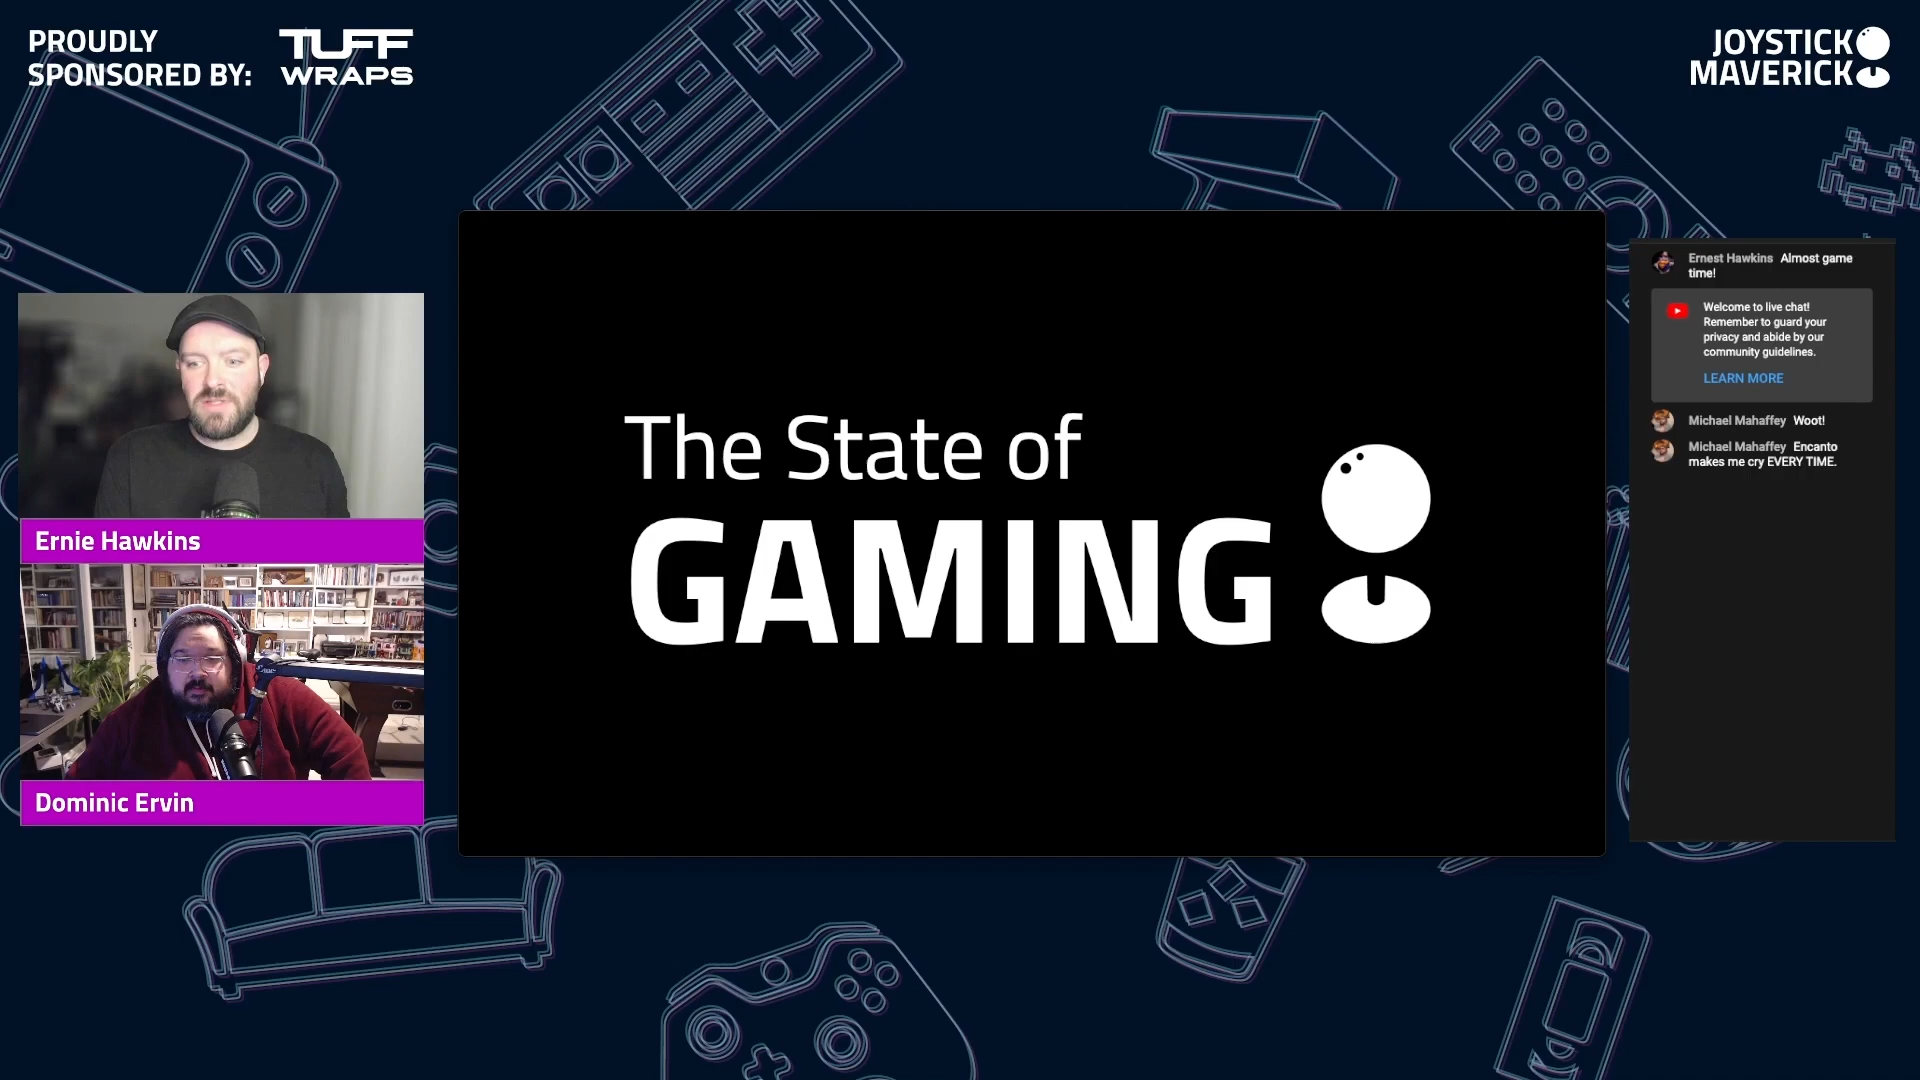 PROUDLY
SPONSORED BY:
TUFF
WRAPS
JOYSTICK
MAVERICK
Ernie Hawkins
Dominic Ervin
The State of
GAMING
Ernest Hawkins Almost game
time!
Welcome to live chat!
Remember to guard your
privacy and abide by our
community guidelines.
LEARN MORE
Michael Mahaffey Woot!
Michael Mahaffey Encanto
makes me cry EVERY TIME.